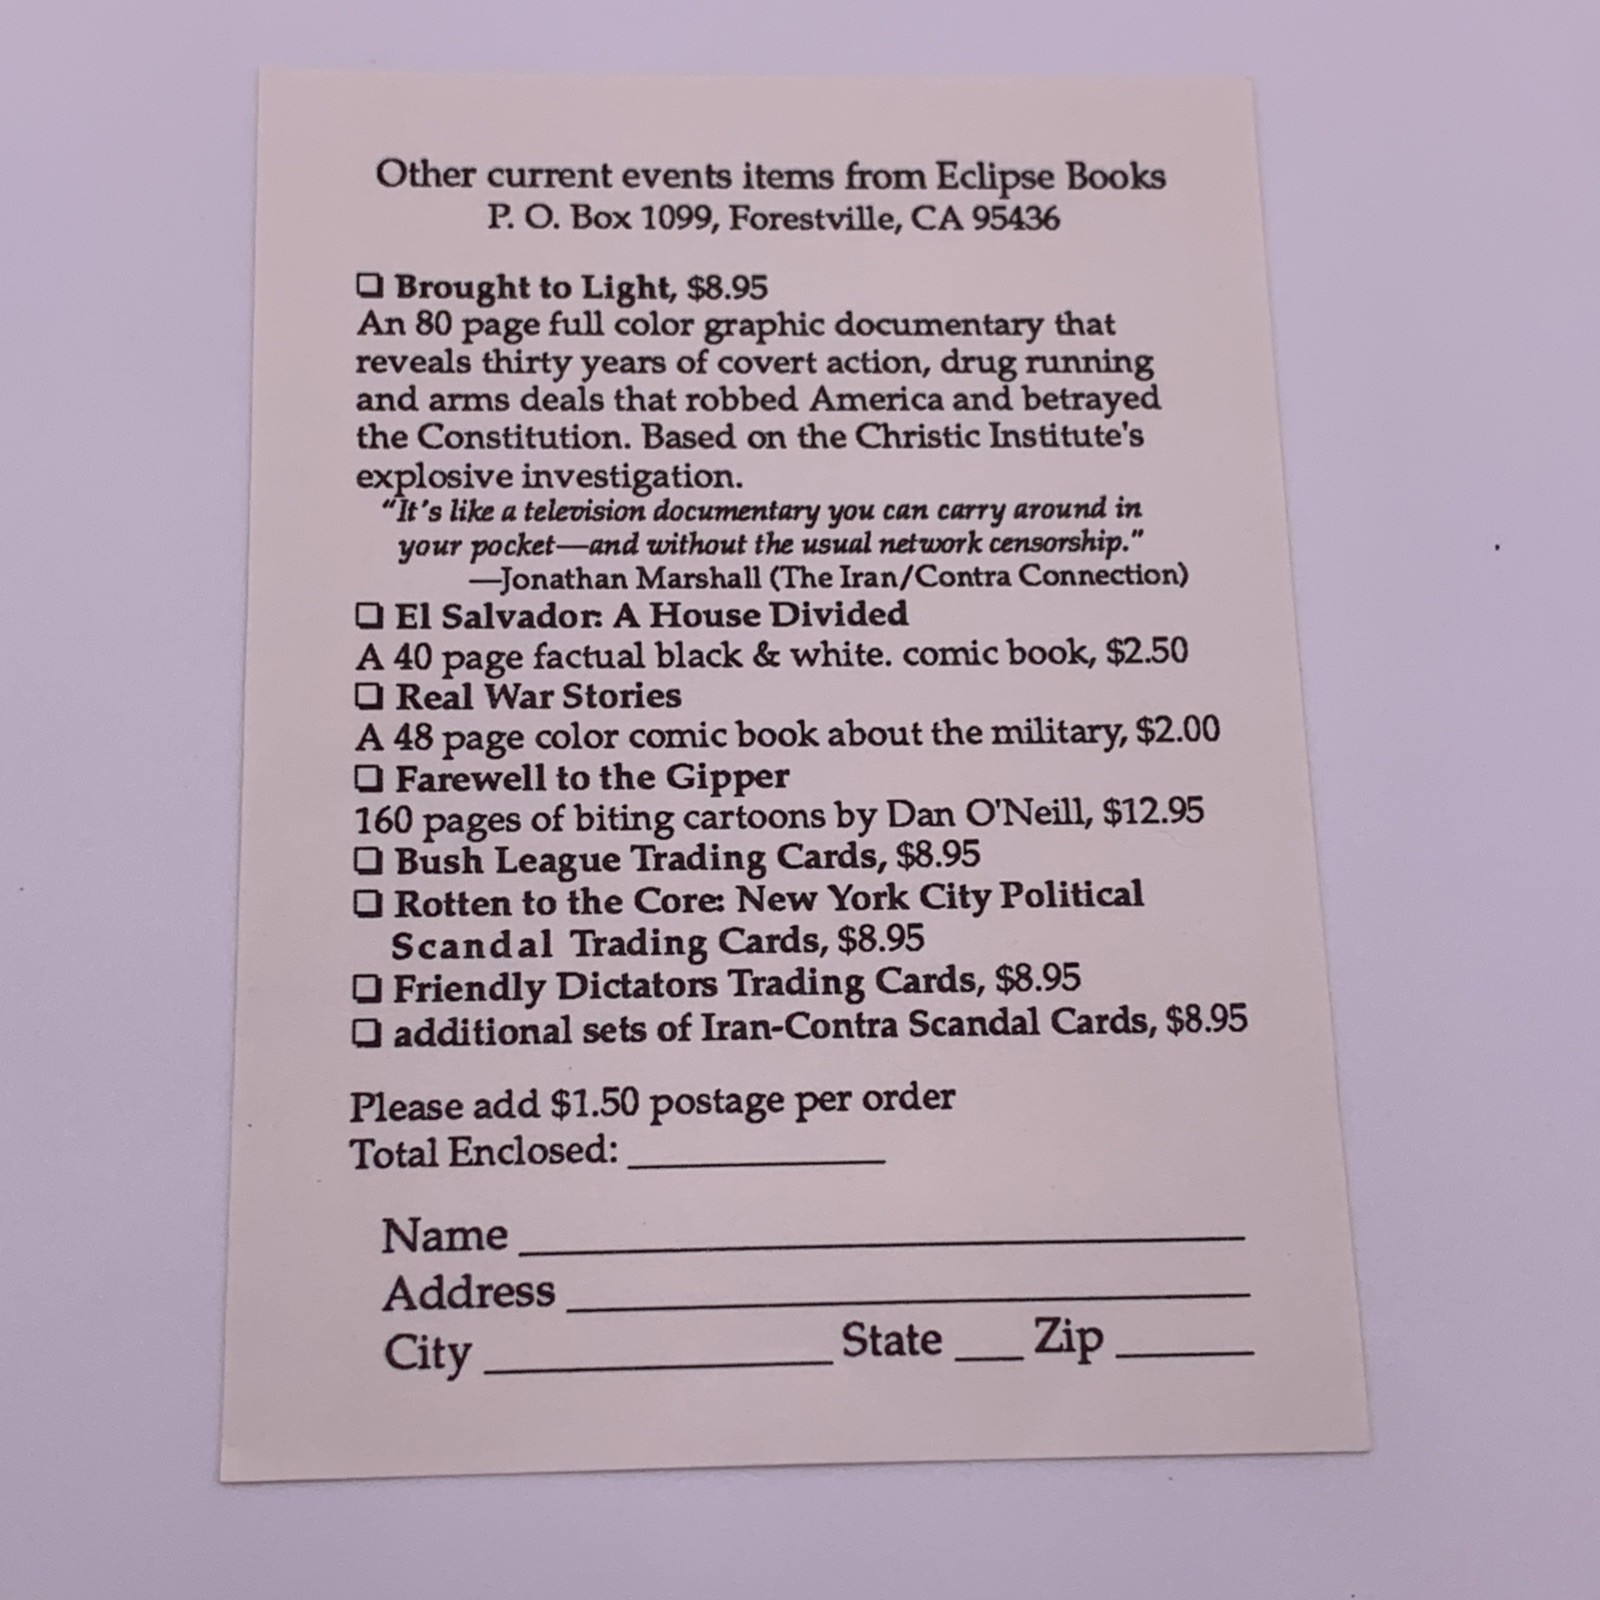 Other current events items from Eclipse Books
P. O. Box 1099, Forestville, CA 95436
❏ Brought to Light, $8.95
An 80 page full color graphic documentary that
reveals thirty years of covert action, drug running
and arms deals that robbed America and betrayed
the Constitution. Based on the Christic Institute's
explosive investigation.
"It's like a television documentary you can carry around in
your pocket—and without the usual network censorship."
—Jonathan Marshall (The Iran/Contra Connection)
❏ El Salvador: A House Divided
A 40 page factual black & white. comic book, $2.50
❏ Real War Stories
A 48 page color comic book about the military, $2.00
❏ Farewell to the Gipper
160 pages of biting cartoons by Dan O'Neill, $12.95
❏ Bush League Trading Cards, $8.95
❏ Rotten to the Core: New York City Political
Scandal Trading Cards, $8.95
❏ Friendly Dictators Trading Cards, $8.95
❏ additional sets of Iran-Contra Scandal Cards, $8.95
Please add $1.50 postage per order
Total Enclosed: ____________
Name ______________________________
Address ____________________________
City ______________ State ___ Zip ______